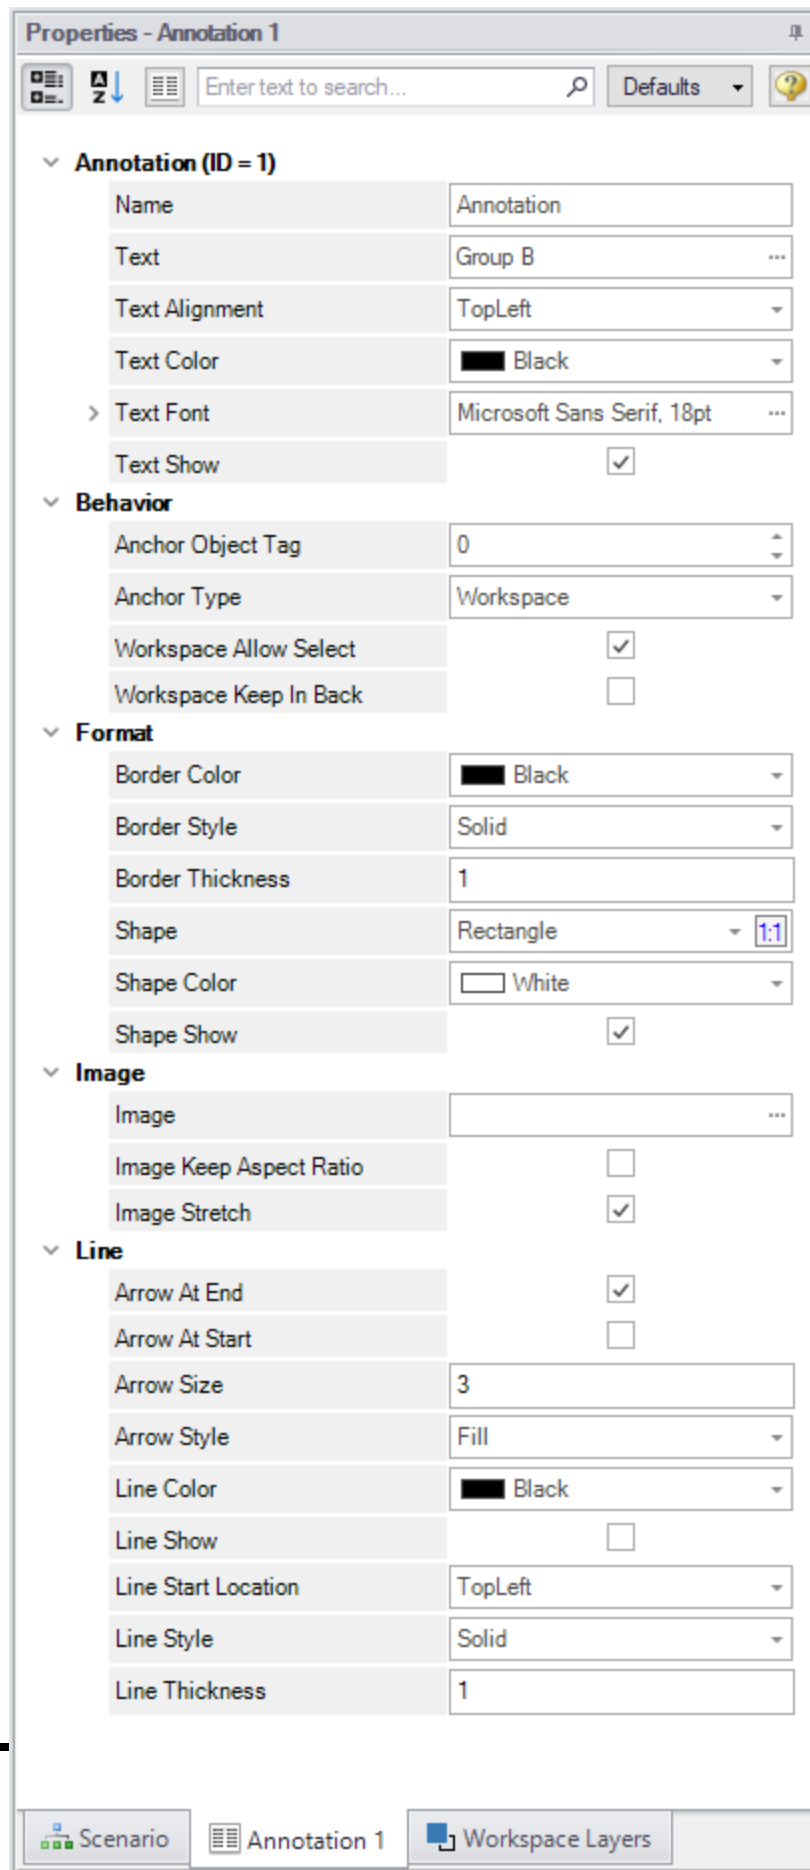 Properties - Annotation 1
A Z Enter text to search... Defaults ?
Annotation (ID = 1)
Name Annotation
Text Group B ...
Text Alignment TopLeft
Text Color Black
Text Font Microsoft Sans Serif, 18pt ...
Text Show
Behavior
Anchor Object Tag 0
Anchor Type Workspace
Workspace Allow Select
Workspace Keep In Back
Format
Border Color Black
Border Style Solid
Border Thickness 1
Shape Rectangle 1:1
Shape Color White
Shape Show
Image
Image ...
Image Keep Aspect Ratio
Image Stretch
Line
Arrow At End
Arrow At Start
Arrow Size 3
Arrow Style Fill
Line Color Black
Line Show
Line Start Location TopLeft
Line Style Solid
Line Thickness 1
Scenario Annotation 1 Workspace Layers